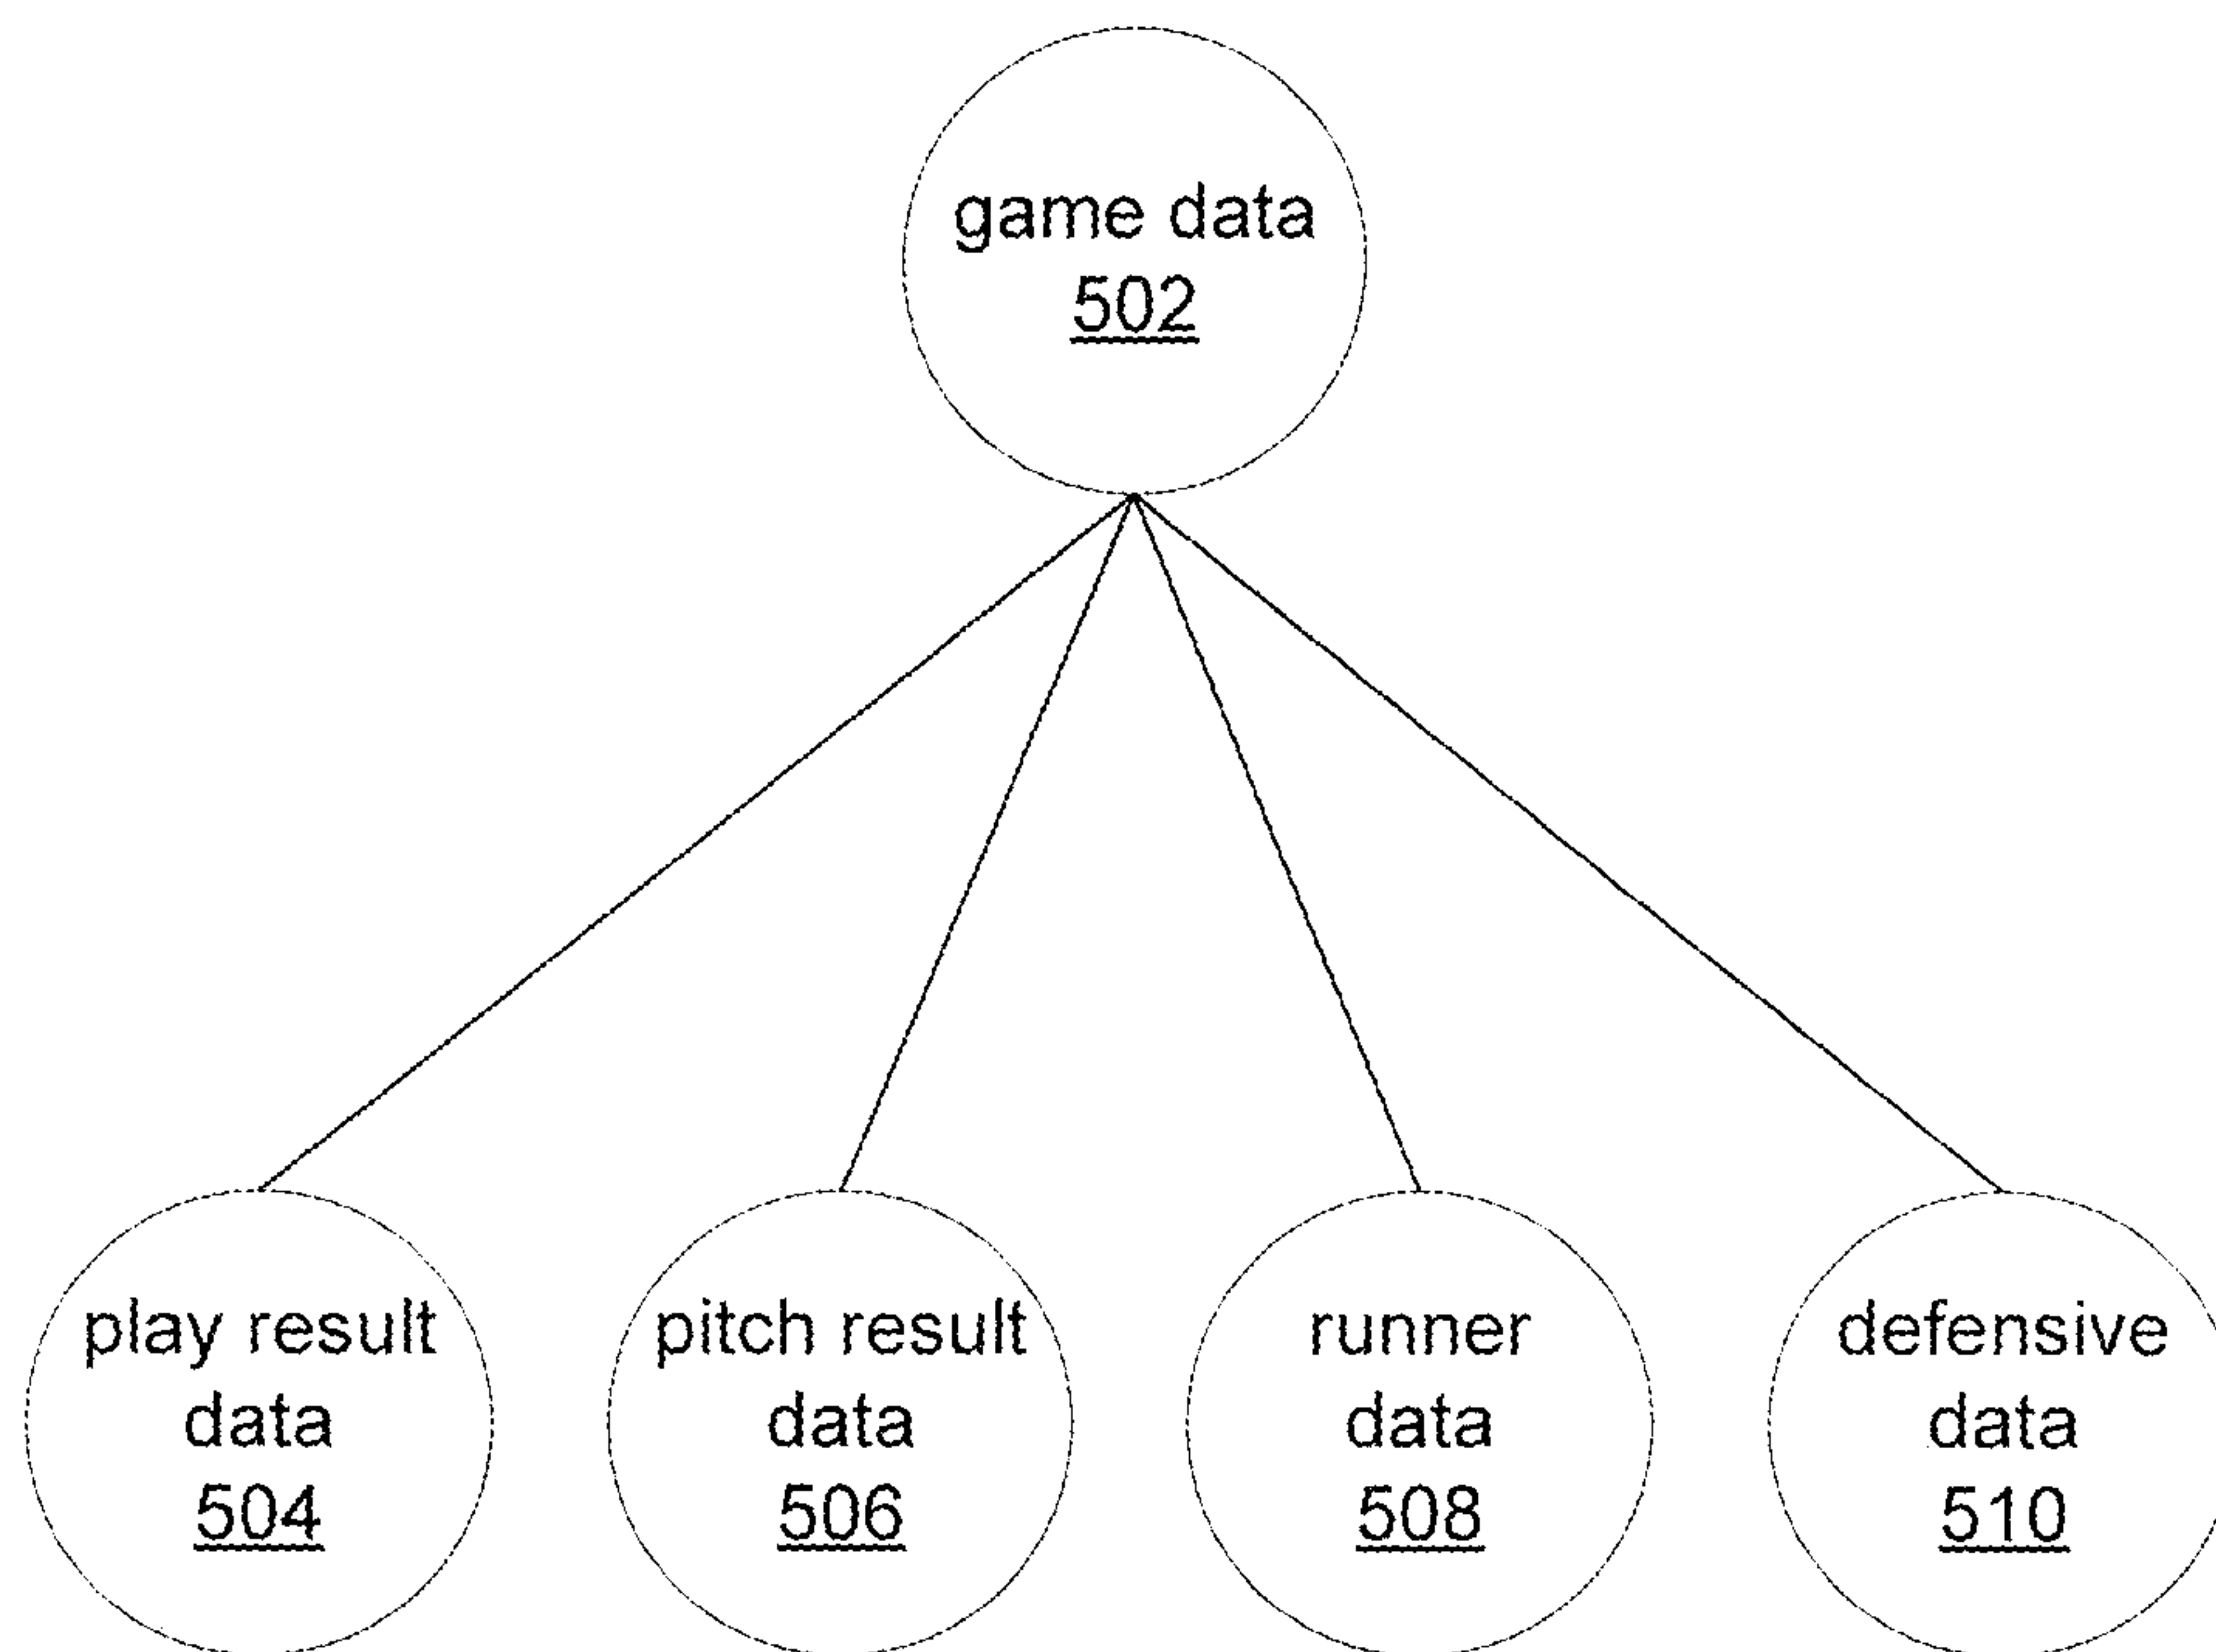 game data
502
play result
data
504
pitch result
data
506
runner
data
508
defensive
data
510